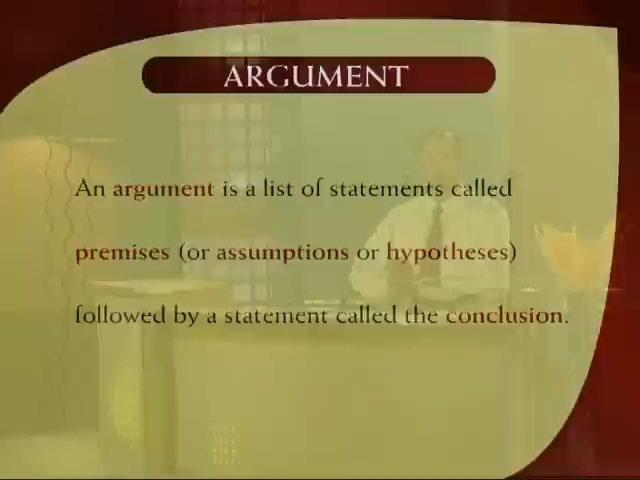 ARGUMENT
An argument is a list of statements called
premises (or assumptions or hypotheses)
followed by a statement called the conclusion.